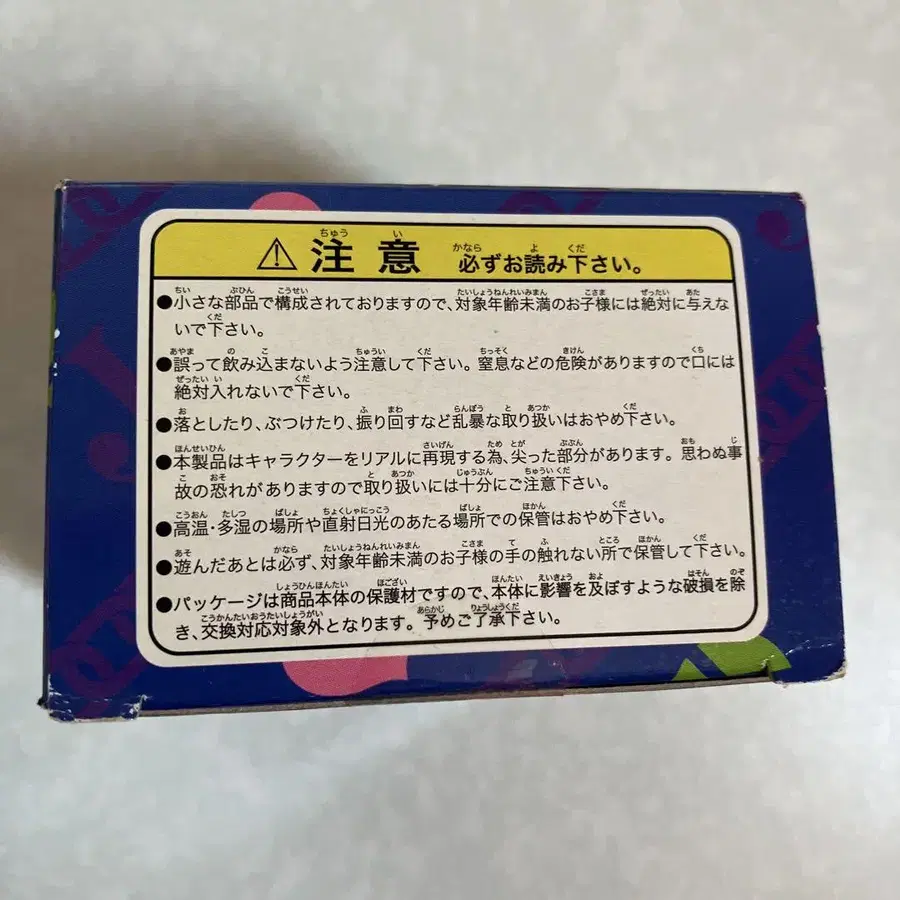 ⚠注意 必ずお読み下さい。
●小さな部品で構成されておりますので、対象年齢未満のお子様には絶対に与えな
いで下さい。
●誤って飲み込まないよう注意して下さい。窒息などの危険がありますので口には
絶対入れないで下さい。
●落としたり、ぶつけたり、振り回すなど乱暴な取り扱いはおやめ下さい。
●本製品はキャラクターをリアルに再現する為、尖った部分があります。思わぬ事
故の恐れがありますので取り扱いには十分にご注意下さい。
●高温・多湿の場所や直射日光のあたる場所での保管はおやめ下さい。
●遊んだあとは必ず、対象年齢未満のお子様の手の触れない所で保管して下さい。
●パッケージは商品本体の保護材ですので、本体に影響を及ぼすような破損を除
き、交換対応対象外となります。予めご了承下さい。